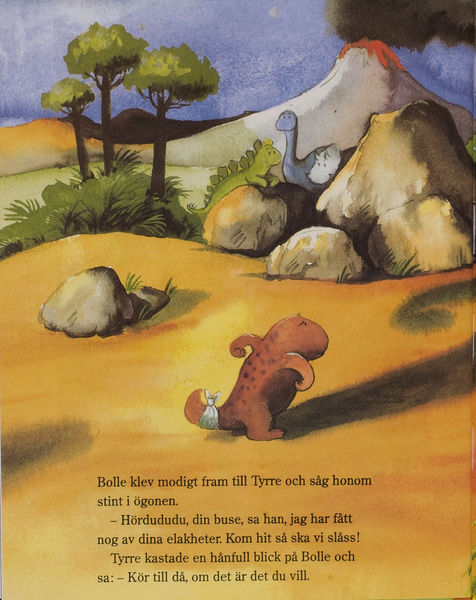 Bolle klev modigt fram till Tyrre och såg honom
stint i ögonen.
– Hördududu, din buse, sa han, jag har fått
nog av dina elakheter. Kom hit så ska vi slåss!
Tyrre kastade en hånfull blick på Bolle och
sa: – Kör till då, om det är det du vill.